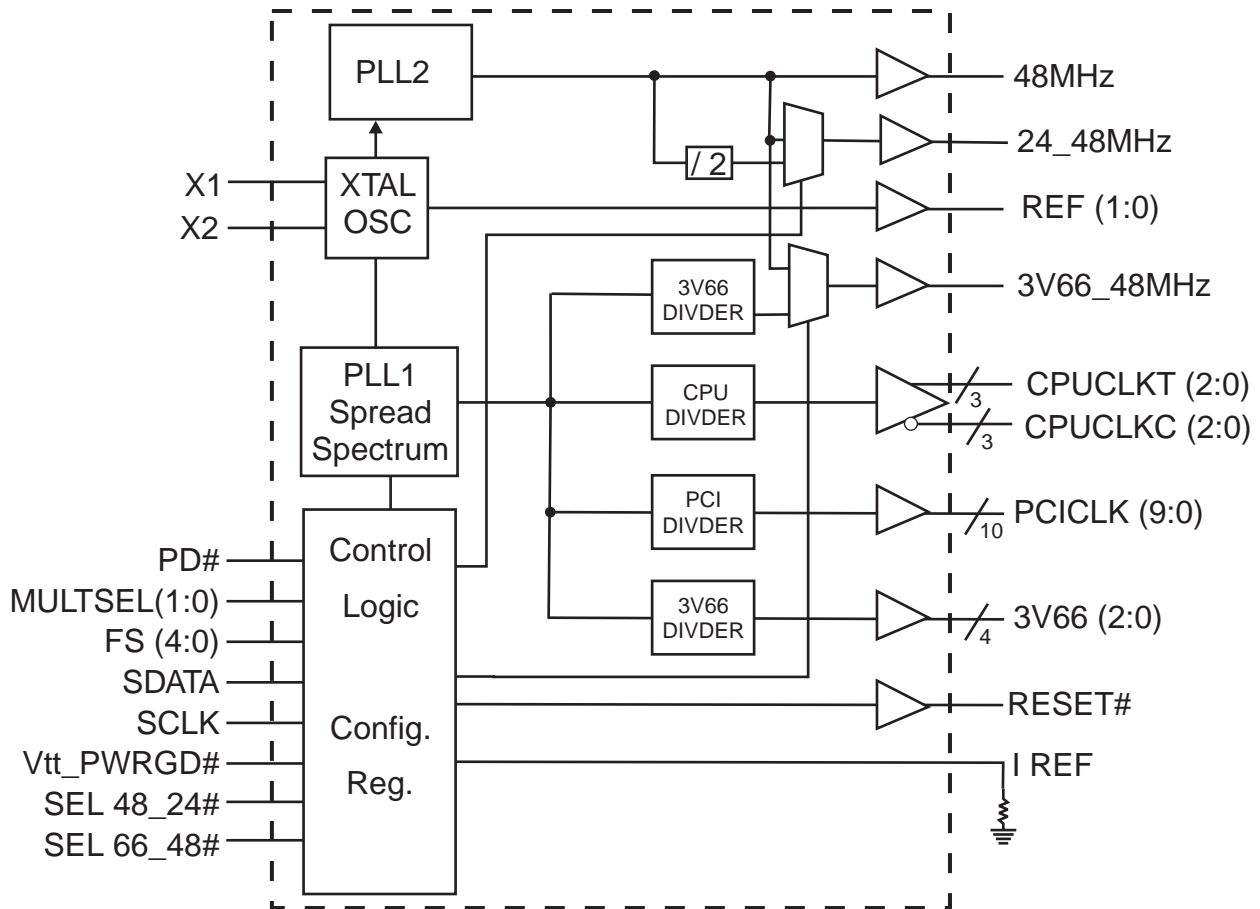 PLL2
48MHz
24_48MHz
/ 2
X1
X2
XTAL
OSC
REF (1:0)
3V66
DIVDER
3V66_48MHz
PLL1
Spread
Spectrum
CPU
DIVDER
3
CPUCLKT (2:0)
3
CPUCLKC (2:0)
PCI
DIVDER
10
PCICLK (9:0)
3V66
DIVDER
4
3V66 (2:0)
PD#
MULTSEL(1:0)
FS (4:0)
SDATA
SCLK
Vtt_PWRGD#
SEL 48_24#
SEL 66_48#
Control
Logic
Config.
Reg.
RESET#
I REF